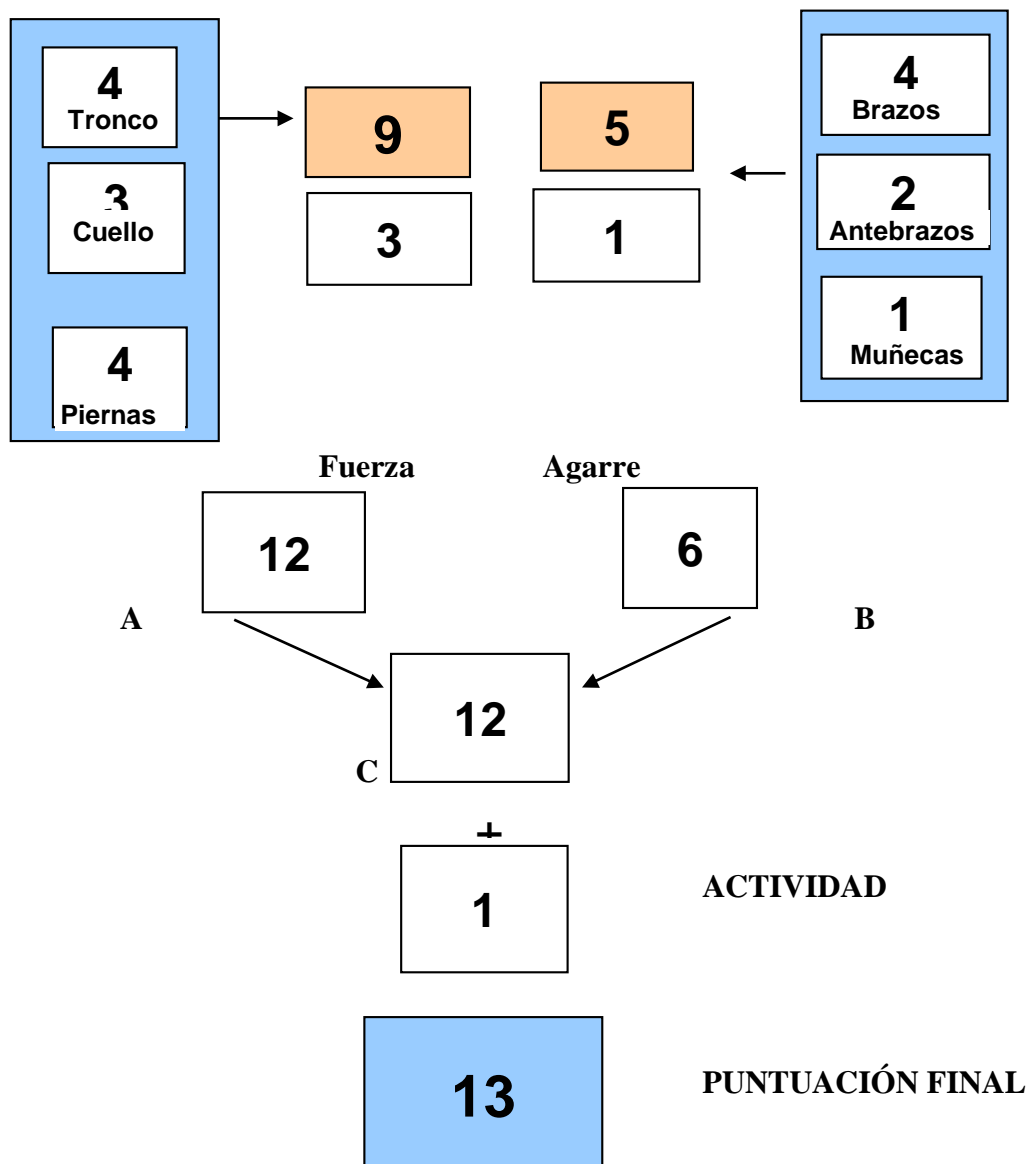 4
Tronco
3
Cuello
4
Piernas
9
3
5
1
4
Brazos
2
Antebrazos
1
Muñecas
Fuerza
Agarre
12
6
A
B
12
C
+
1
ACTIVIDAD
13
PUNTUACIÓN FINAL